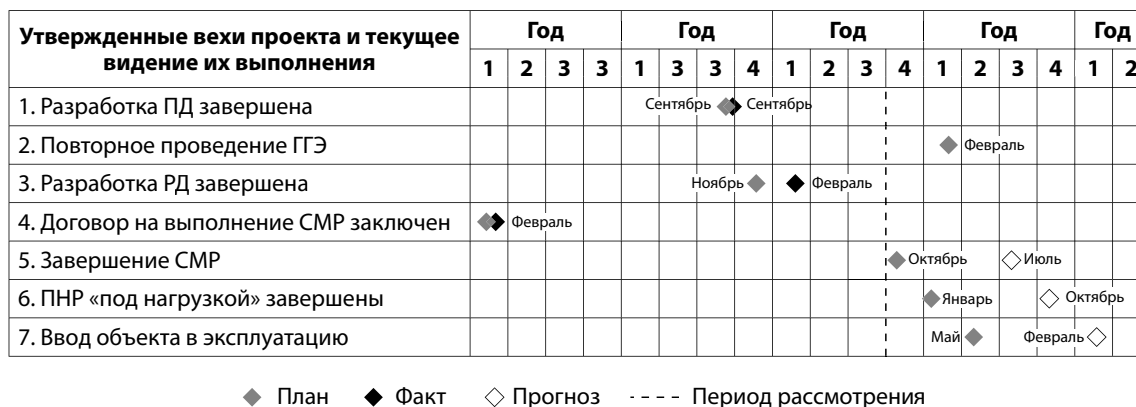 Утвержденные вехи проекта и текущее видение их выполнения Год Год Год Год Год
1 2 3 3 1 3 3 4 1 2 3 4 1 2 3 4 1 2
1. Разработка ПД завершена Сентябрь Сентябрь
2. Повторное проведение ГГЭ Февраль
3. Разработка РД завершена Ноябрь Февраль
4. Договор на выполнение СМР заключен Февраль
5. Завершение СМР Октябрь Июль
6. ПНР «под нагрузкой» завершены Январь Октябрь
7. Ввод объекта в эксплуатацию Май Февраль
План Факт Прогноз Период рассмотрения